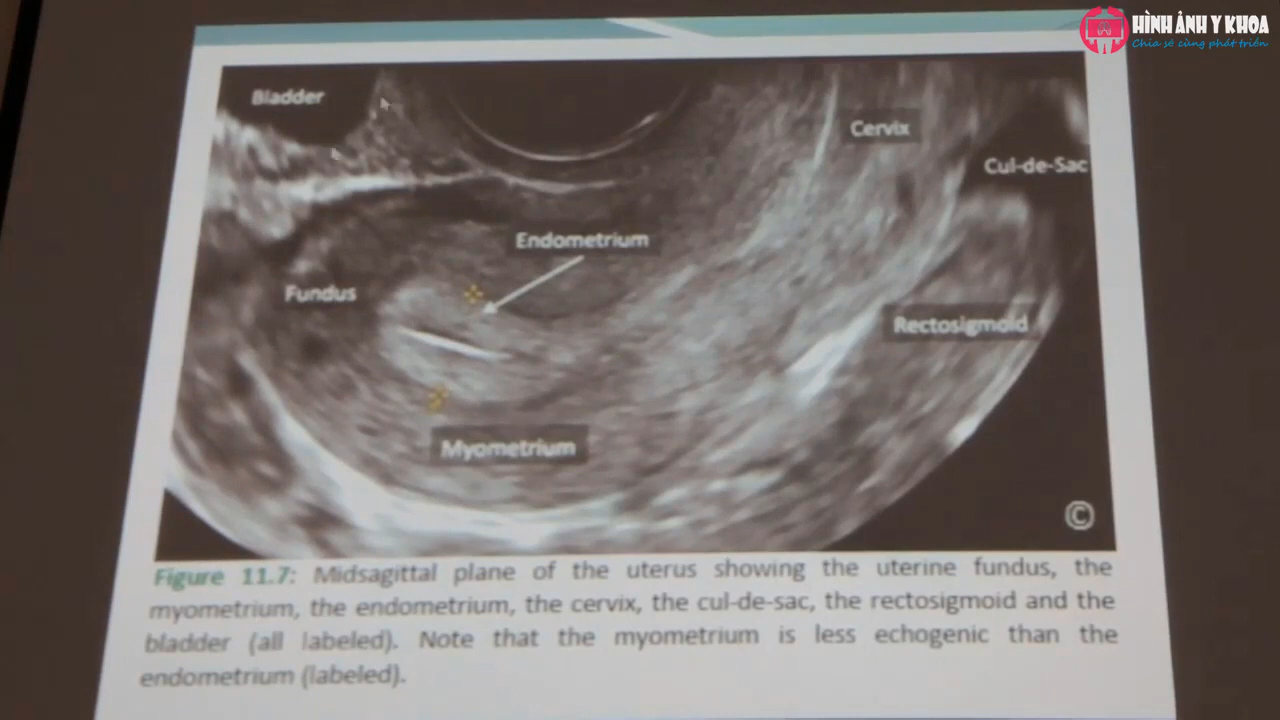 HÌNH ẢNH Y KHOA
Chia sẻ cùng phát triển
Bladder
Cervix
Cul-de-Sac
Endometrium
Fundus
Rectosigmoid
Myometrium
©
Figure 11.7: Midsagittal plane of the uterus showing the uterine fundus, the
myometrium, the endometrium, the cervix, the cul-de-sac, the rectosigmoid and the
bladder (all labeled). Note that the myometrium is less echogenic than the
endometrium (labeled).